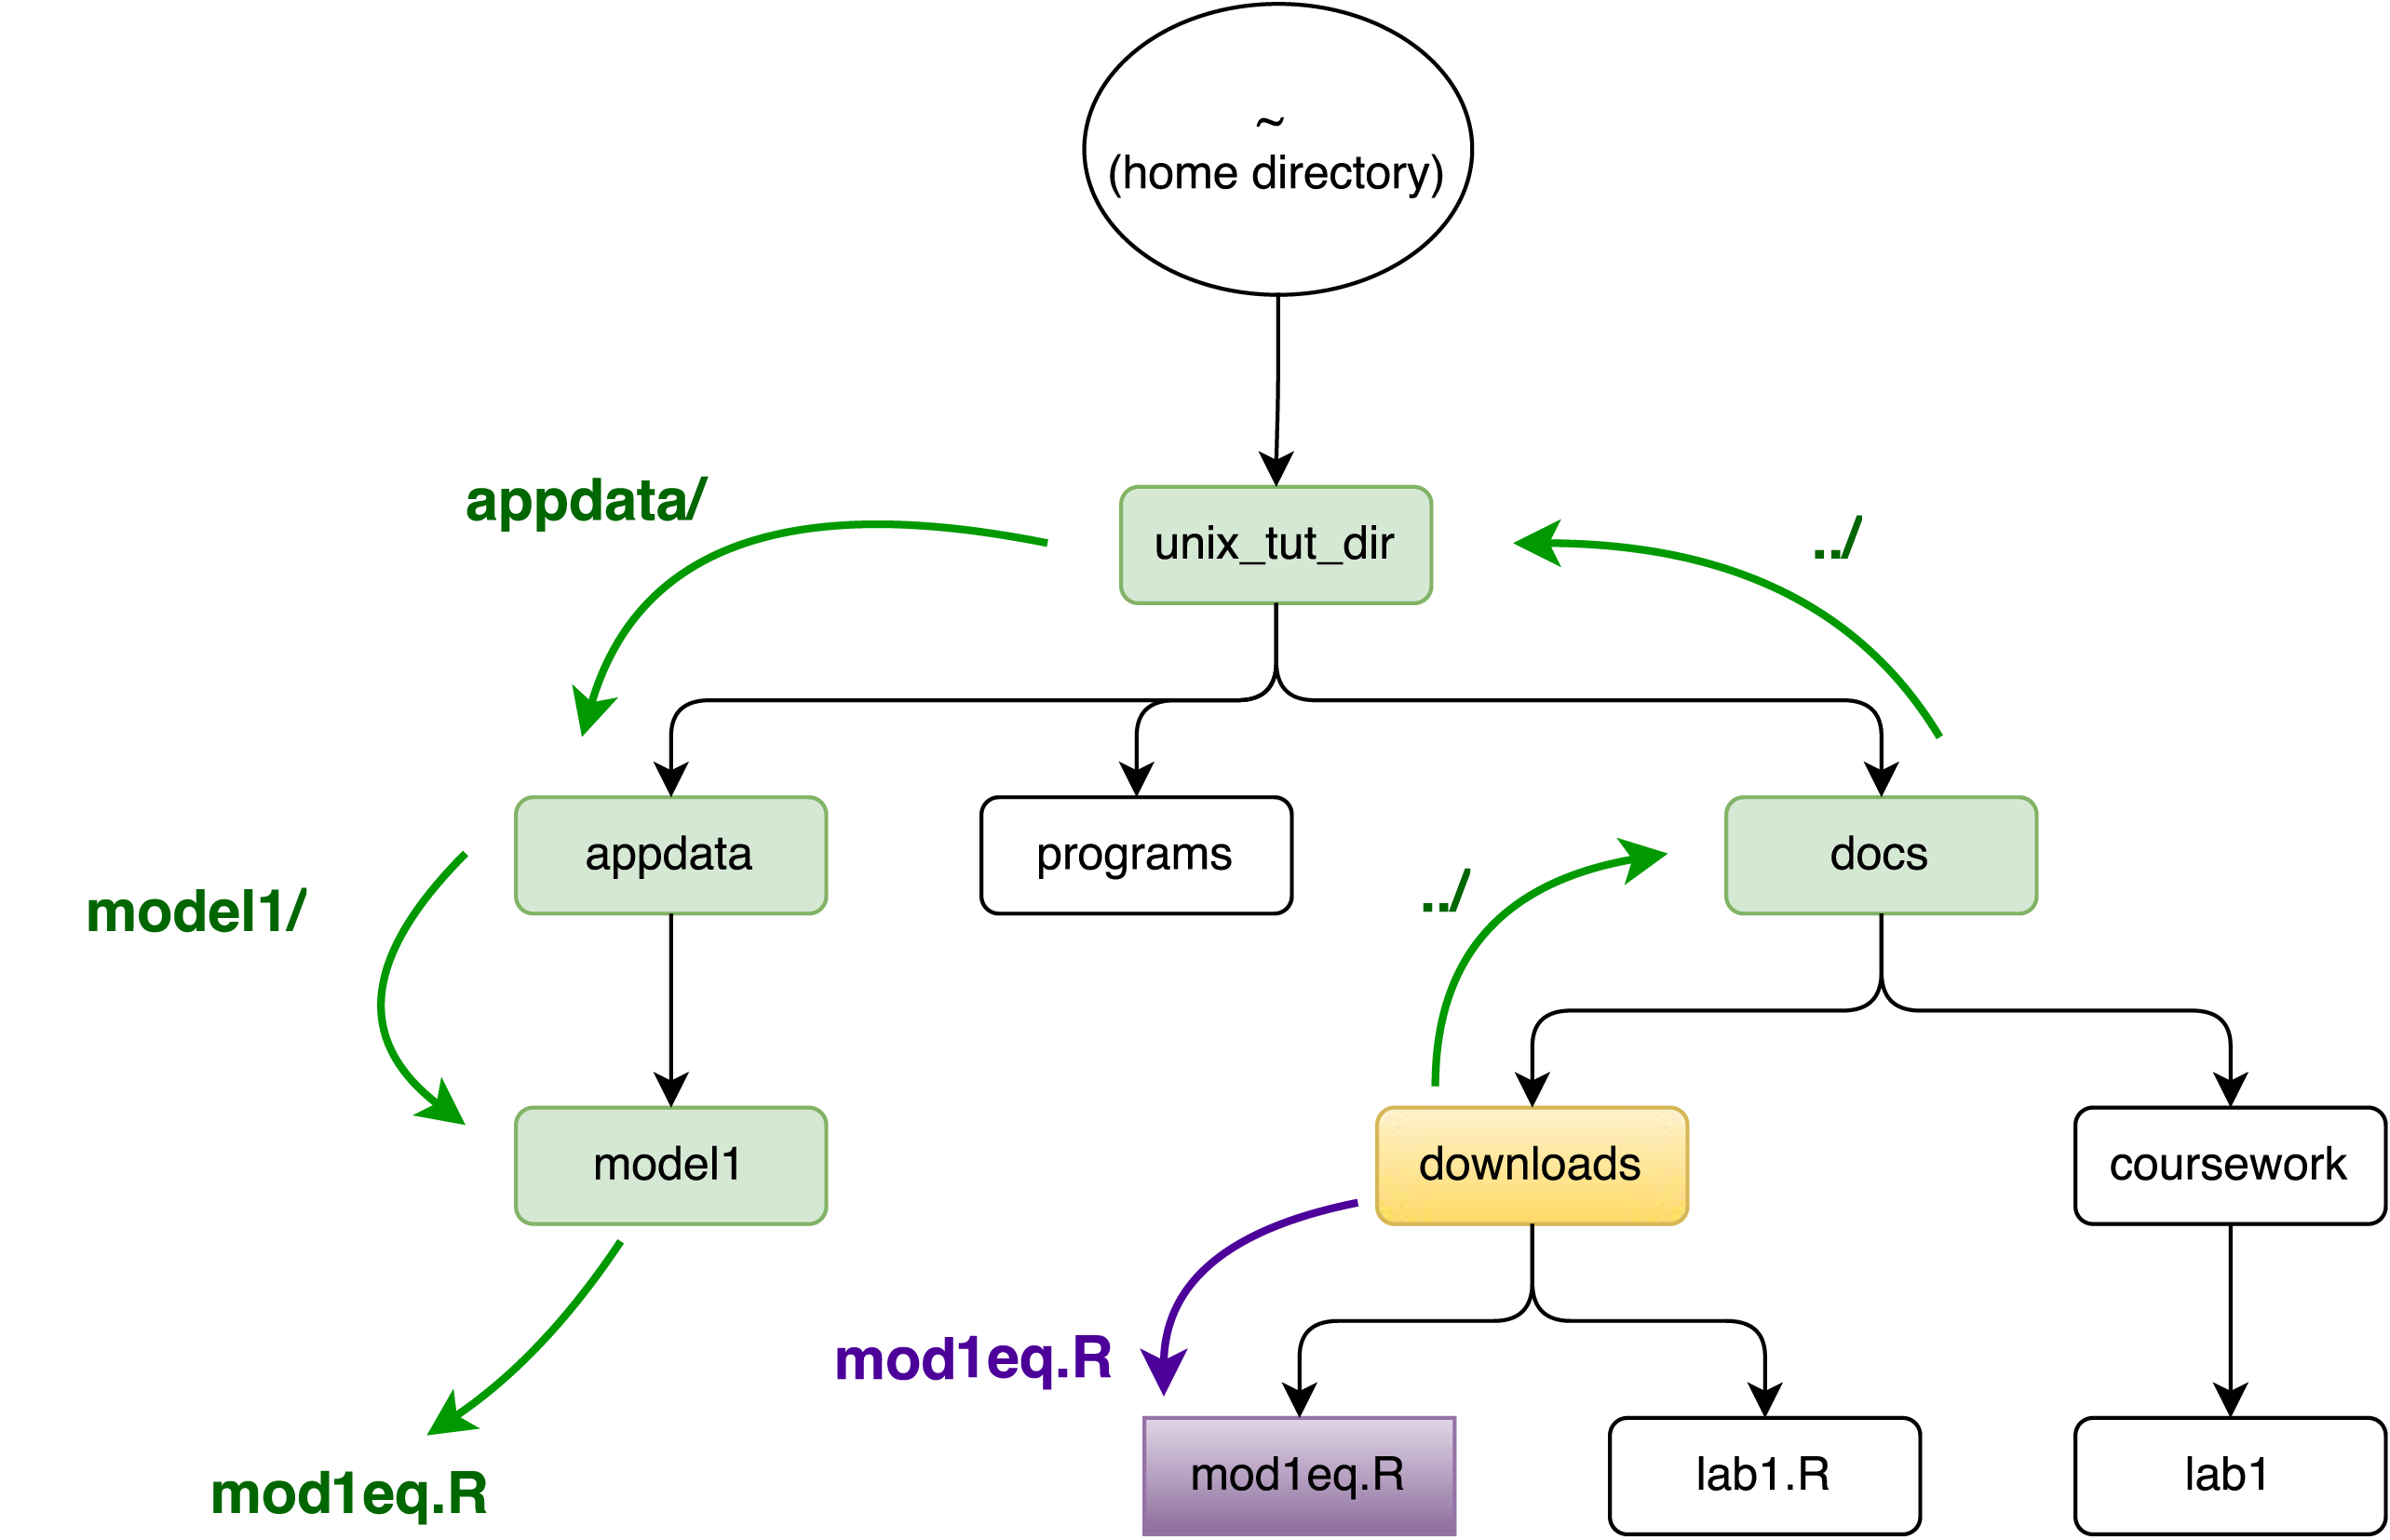 ~
(home directory)
appdata/
unix_tut_dir
../
appdata
programs
docs
model1/
../
model1
downloads
coursework
mod1eq.R
mod1eq.R
mod1eq.R
lab1.R
lab1